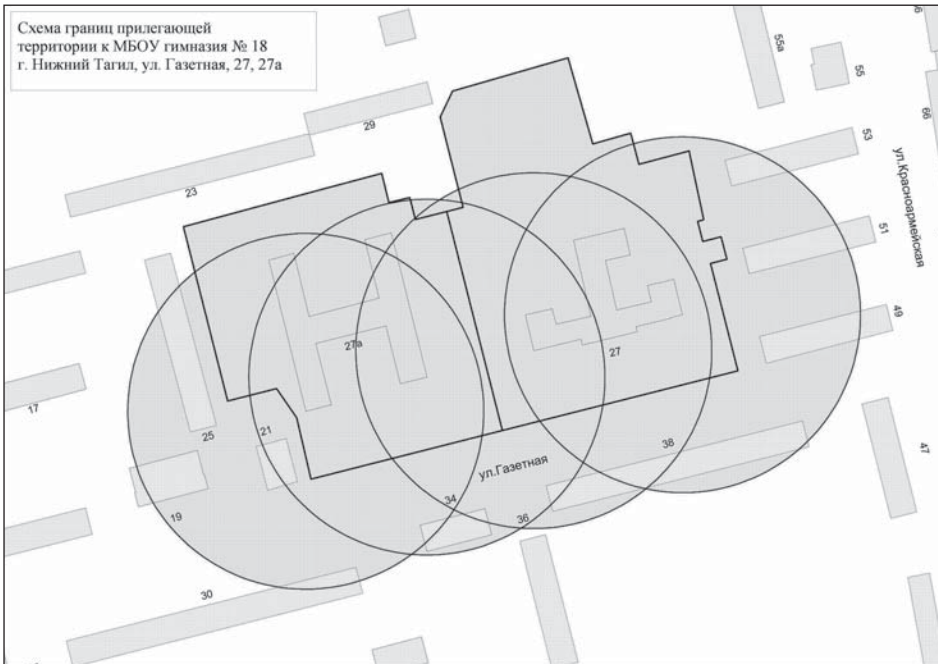 Схема границ прилегающей
территории к МБОУ гимназия № 18
г. Нижний Тагил, ул. Газетная, 27, 27а
55а
55
66
53
29
23
ул.Красноармейская
51
49
27а
27
17
25
21
38
47
ул.Газетная
34
36
19
30